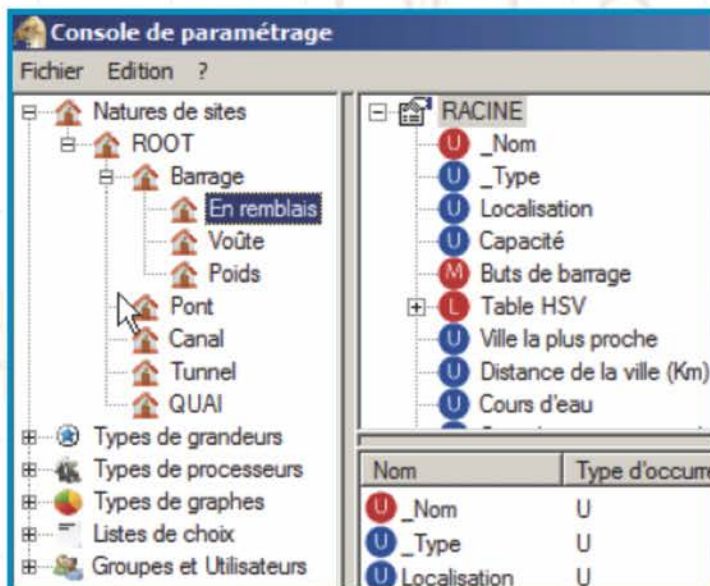 Console de paramétrage
Fichier Edition ?
Natures de sites
ROOT
Barrage
En remblais
Voûte
Poids
Pont
Canal
Tunnel
QUAI
Types de grandeurs
Types de processeurs
Types de graphes
Listes de choix
Groupes et Utilisateurs
RACINE
U _Nom
U _Type
U Localisation
U Capacité
M Buts de barrage
L Table HSV
U Ville la plus proche
U Distance de la ville (Km)
U Cours d'eau
Nom Type d'occurre
U _Nom U
U _Type U
U Localisation U